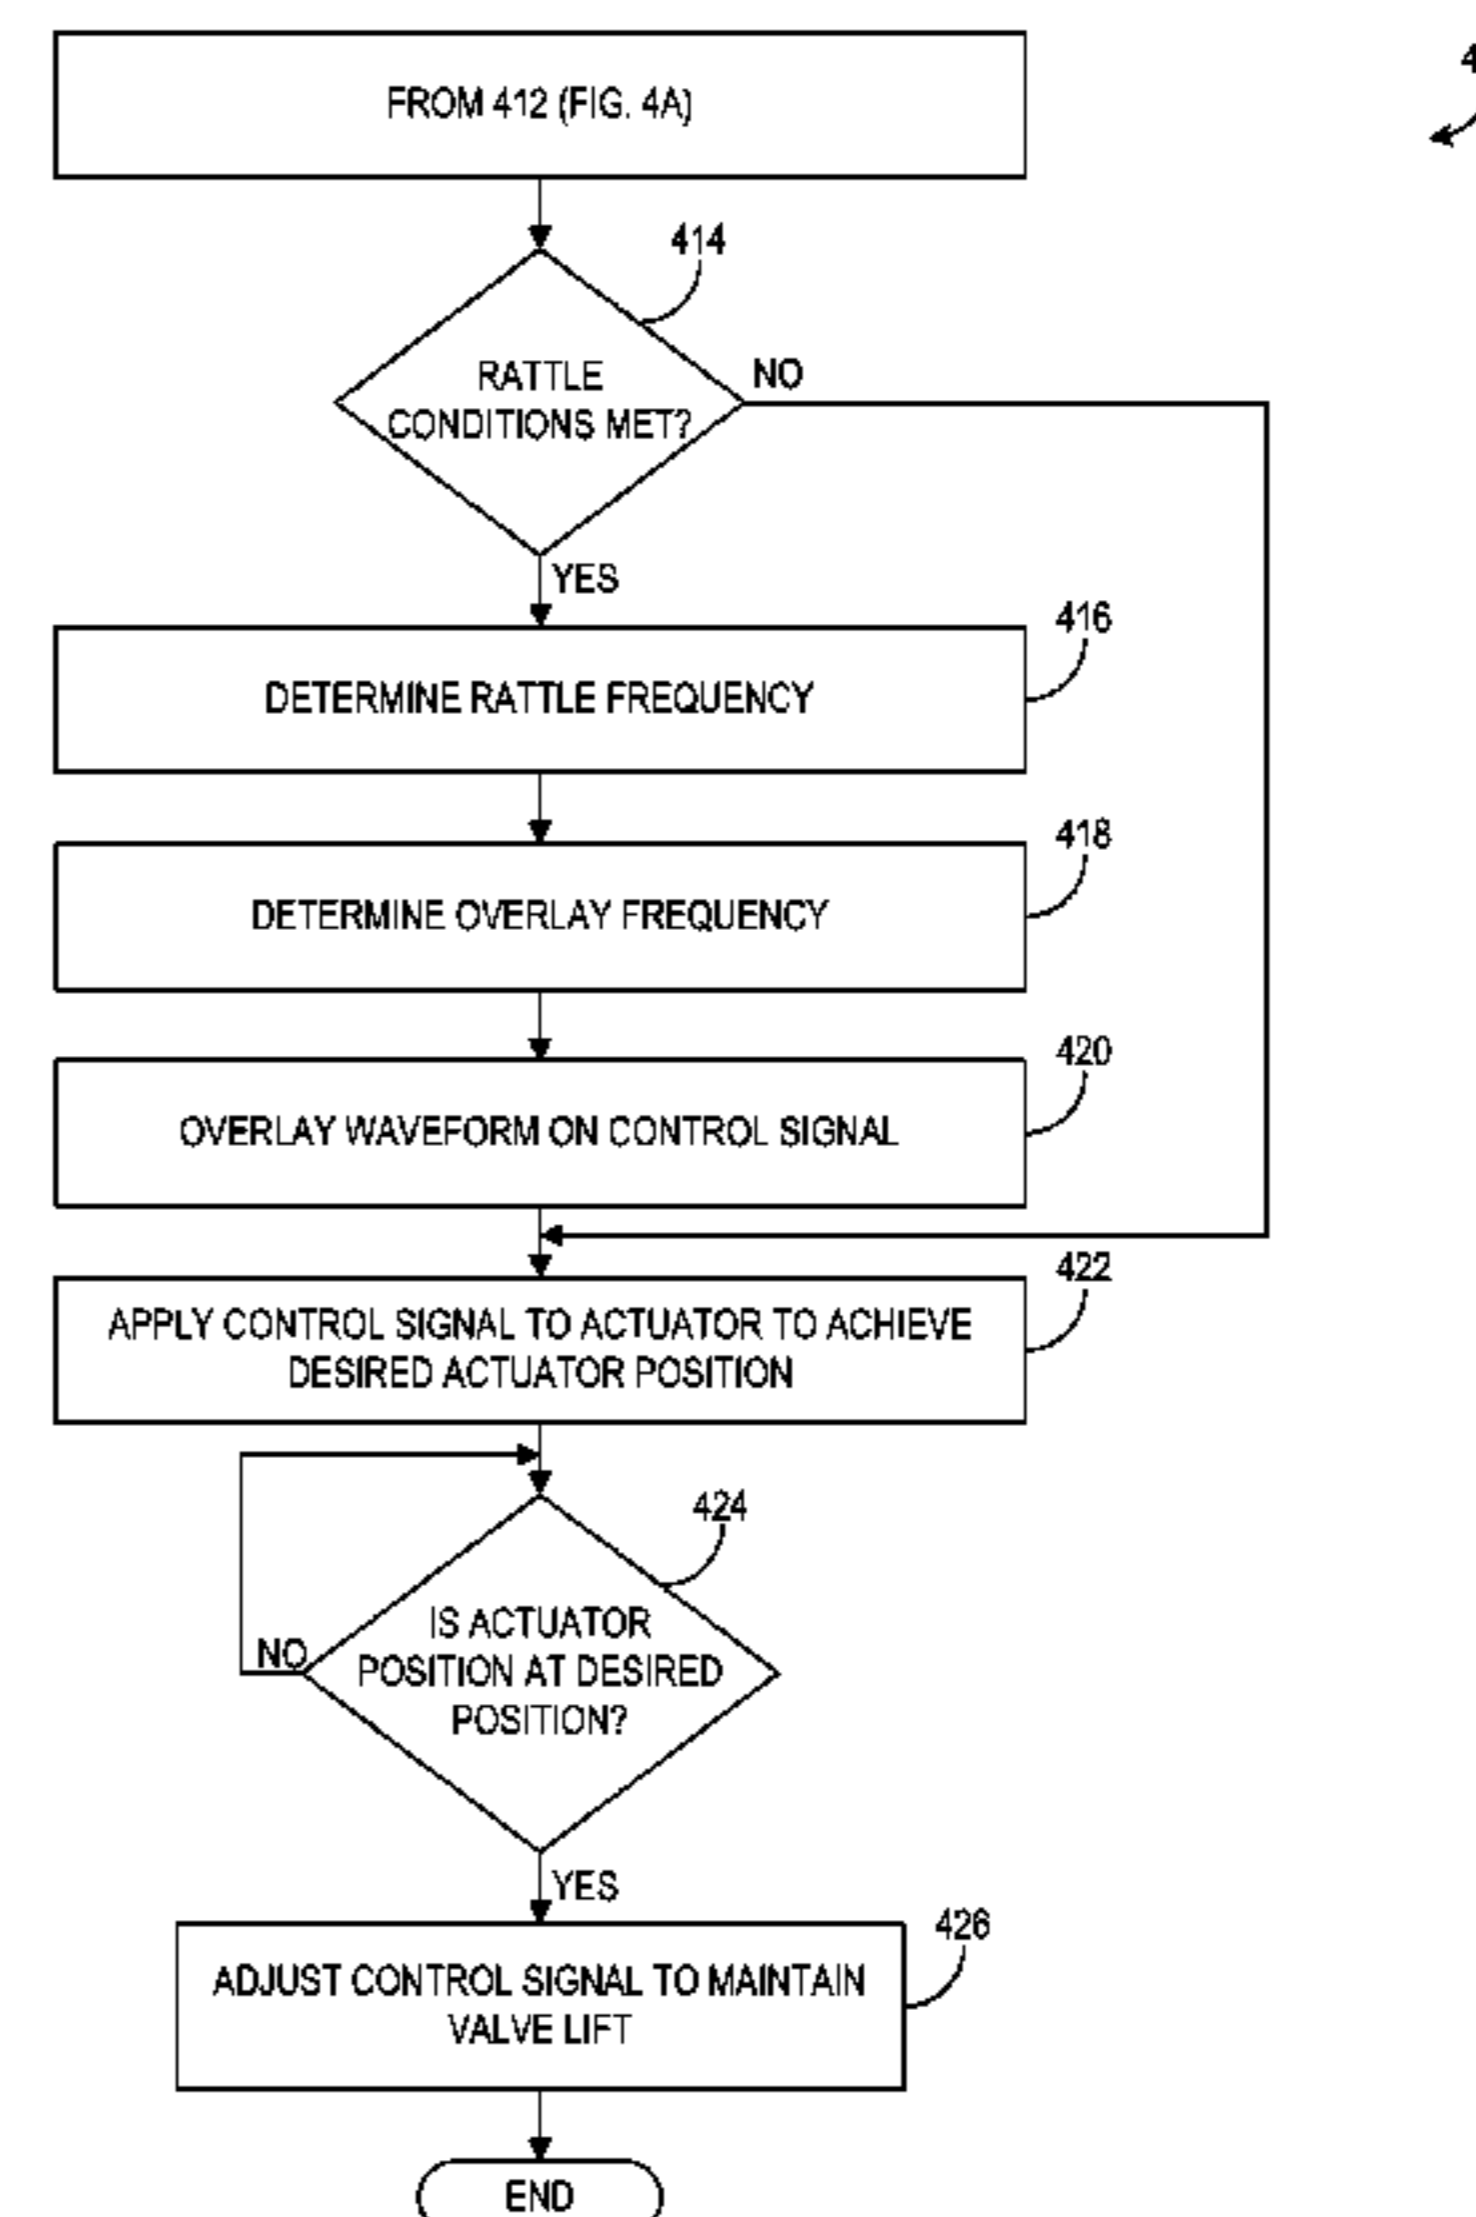 FROM 412 (FIG. 4A)
4
414
RATTLE
CONDITIONS MET?
NO
YES
416
DETERMINE RATTLE FREQUENCY
418
DETERMINE OVERLAY FREQUENCY
420
OVERLAY WAVEFORM ON CONTROL SIGNAL
422
APPLY CONTROL SIGNAL TO ACTUATOR TO ACHIEVE
DESIRED ACTUATOR POSITION
424
IS ACTUATOR
POSITION AT DESIRED
POSITION?
NO
YES
426
ADJUST CONTROL SIGNAL TO MAINTAIN
VALVE LIFT
END